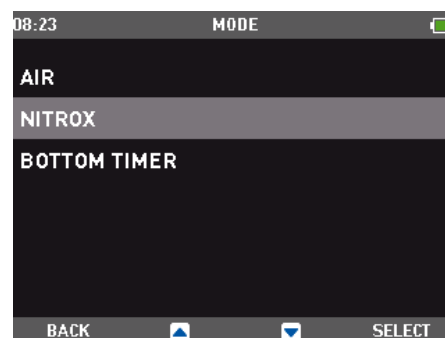 08:23 MODE
AIR
NITROX
BOTTOM TIMER
BACK SELECT